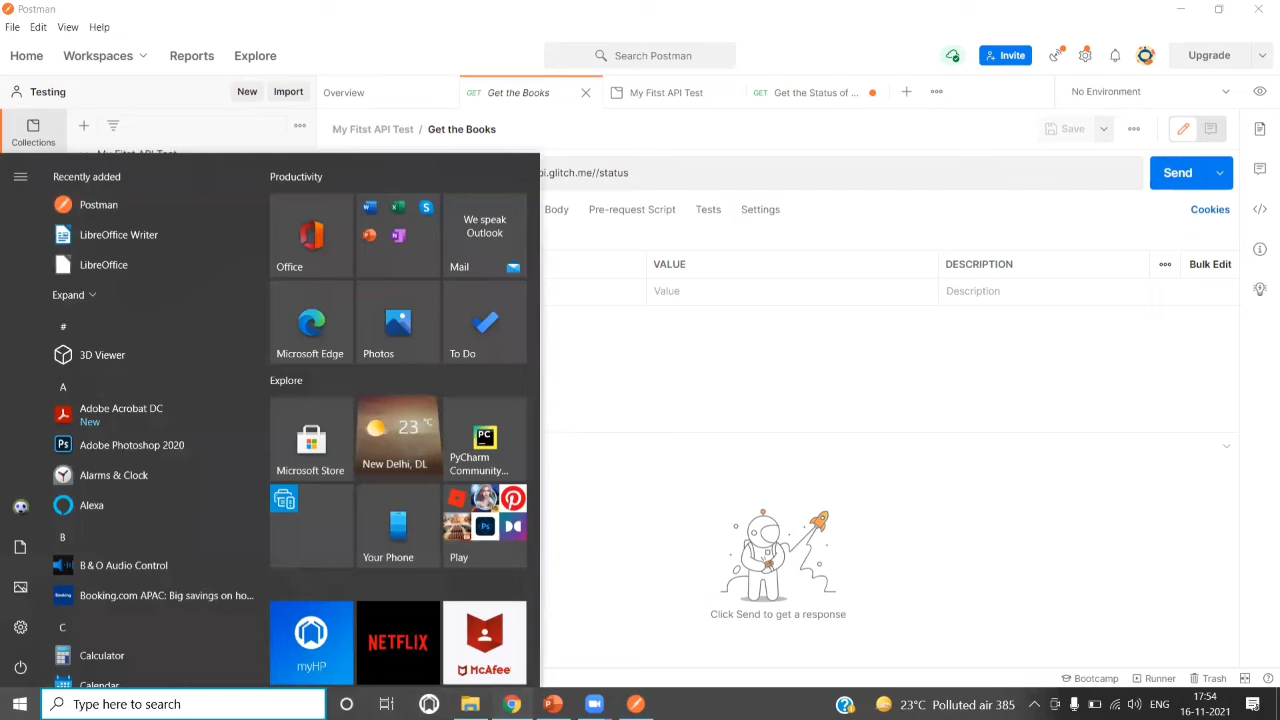 Postman
File Edit View Help
Home Workspaces Reports Explore Search Postman Invite Upgrade
Testing New Import Overview GET Get the Books My First API Test GET Get the Status of ... No Environment
Collections
My Fitst API Test / Get the Books Save
pi.glitch.me//status Send
Body Pre-request Script Tests Settings Cookies
VALUE DESCRIPTION Bulk Edit
Value Description
Click Send to get a response
Bootcamp Runner Trash
Recently added
Postman
LibreOffice Writer
LibreOffice
Expand
#
3D Viewer
A
Adobe Acrobat DC
New
Adobe Photoshop 2020
Alarms & Clock
Alexa
B
B & O Audio Control
Booking.com APAC: Big savings on ho...
C
Calculator
Calendar
Productivity
Office
We speak
Outlook
Mail
Microsoft Edge
Photos
To Do
Explore
Microsoft Store
23 °C
New Delhi, DL
PC
PyCharm
Community...
Your Phone
Play
myHP
NETFLIX
McAfee
Type here to search
23°C Polluted air 385 ENG 17:54
16-11-2021